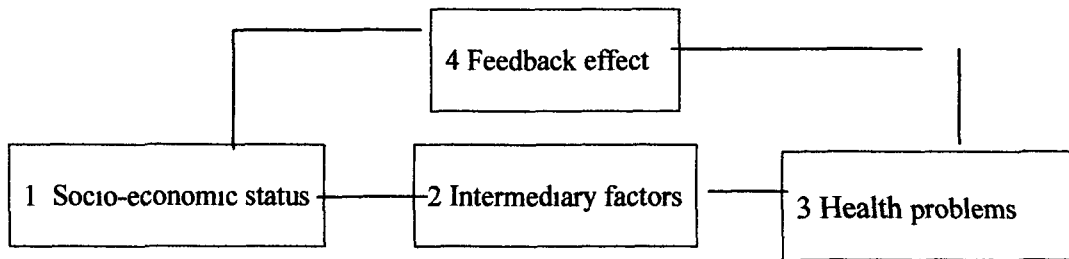 4 Feedback effect
1 Socio-economic status
2 Intermediary factors
3 Health problems